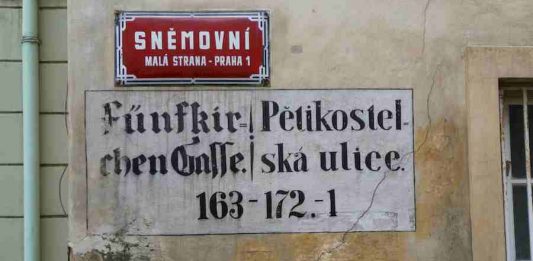 SNĚMOVNÍ
MALÁ STRANA - PRAHA 1
Fünfkir-
chen Gasse.
Pětikostel-
ská ulice.
163-172.-1